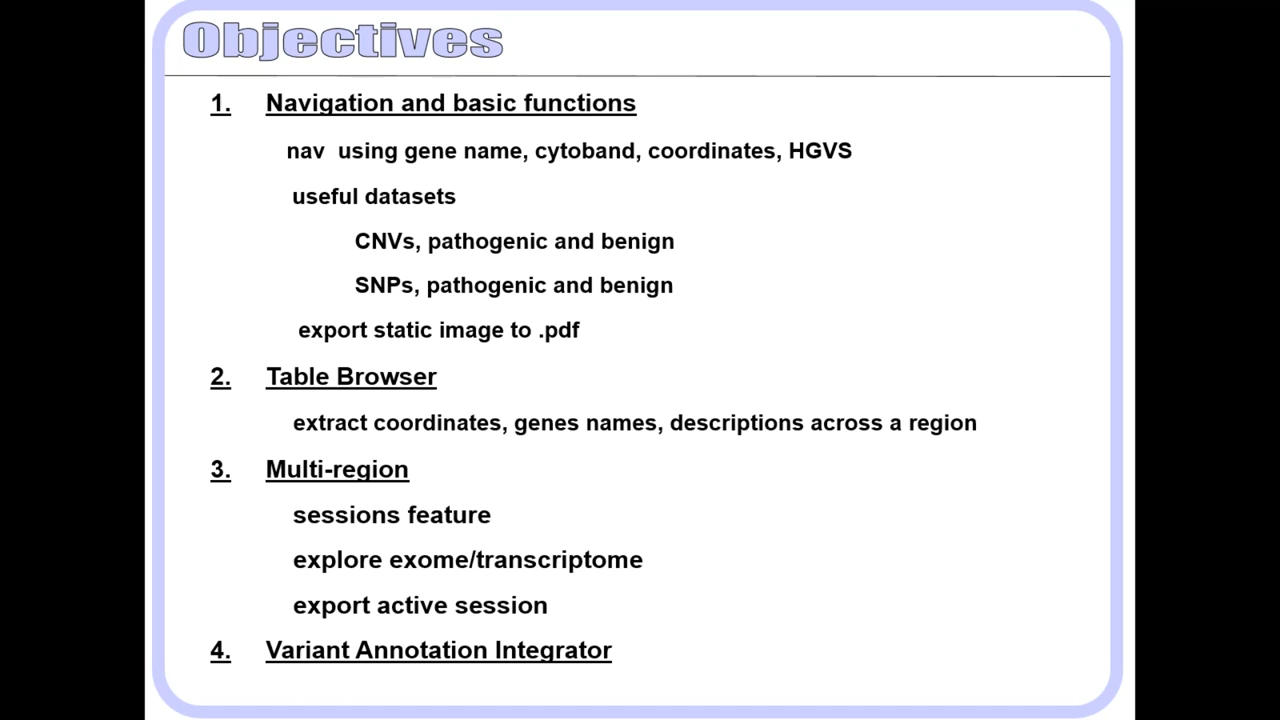 Objectives
1. Navigation and basic functions
nav using gene name, cytoband, coordinates, HGVS
useful datasets
CNVs, pathogenic and benign
SNPs, pathogenic and benign
export static image to .pdf
2. Table Browser
extract coordinates, genes names, descriptions across a region
3. Multi-region
sessions feature
explore exome/transcriptome
export active session
4. Variant Annotation Integrator